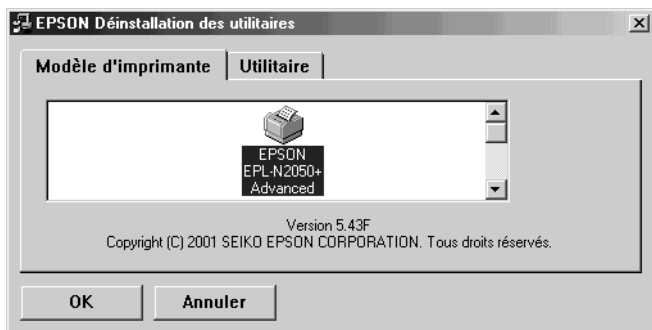 EPSON Déinstallation des utilitaires
Modèle d'imprimante
Utilitaire
EPSON
EPL-N2050+
Advanced
Version 5.43F
Copyright (C) 2001 SEIKO EPSON CORPORATION. Tous droits réservés.
OK
Annuler